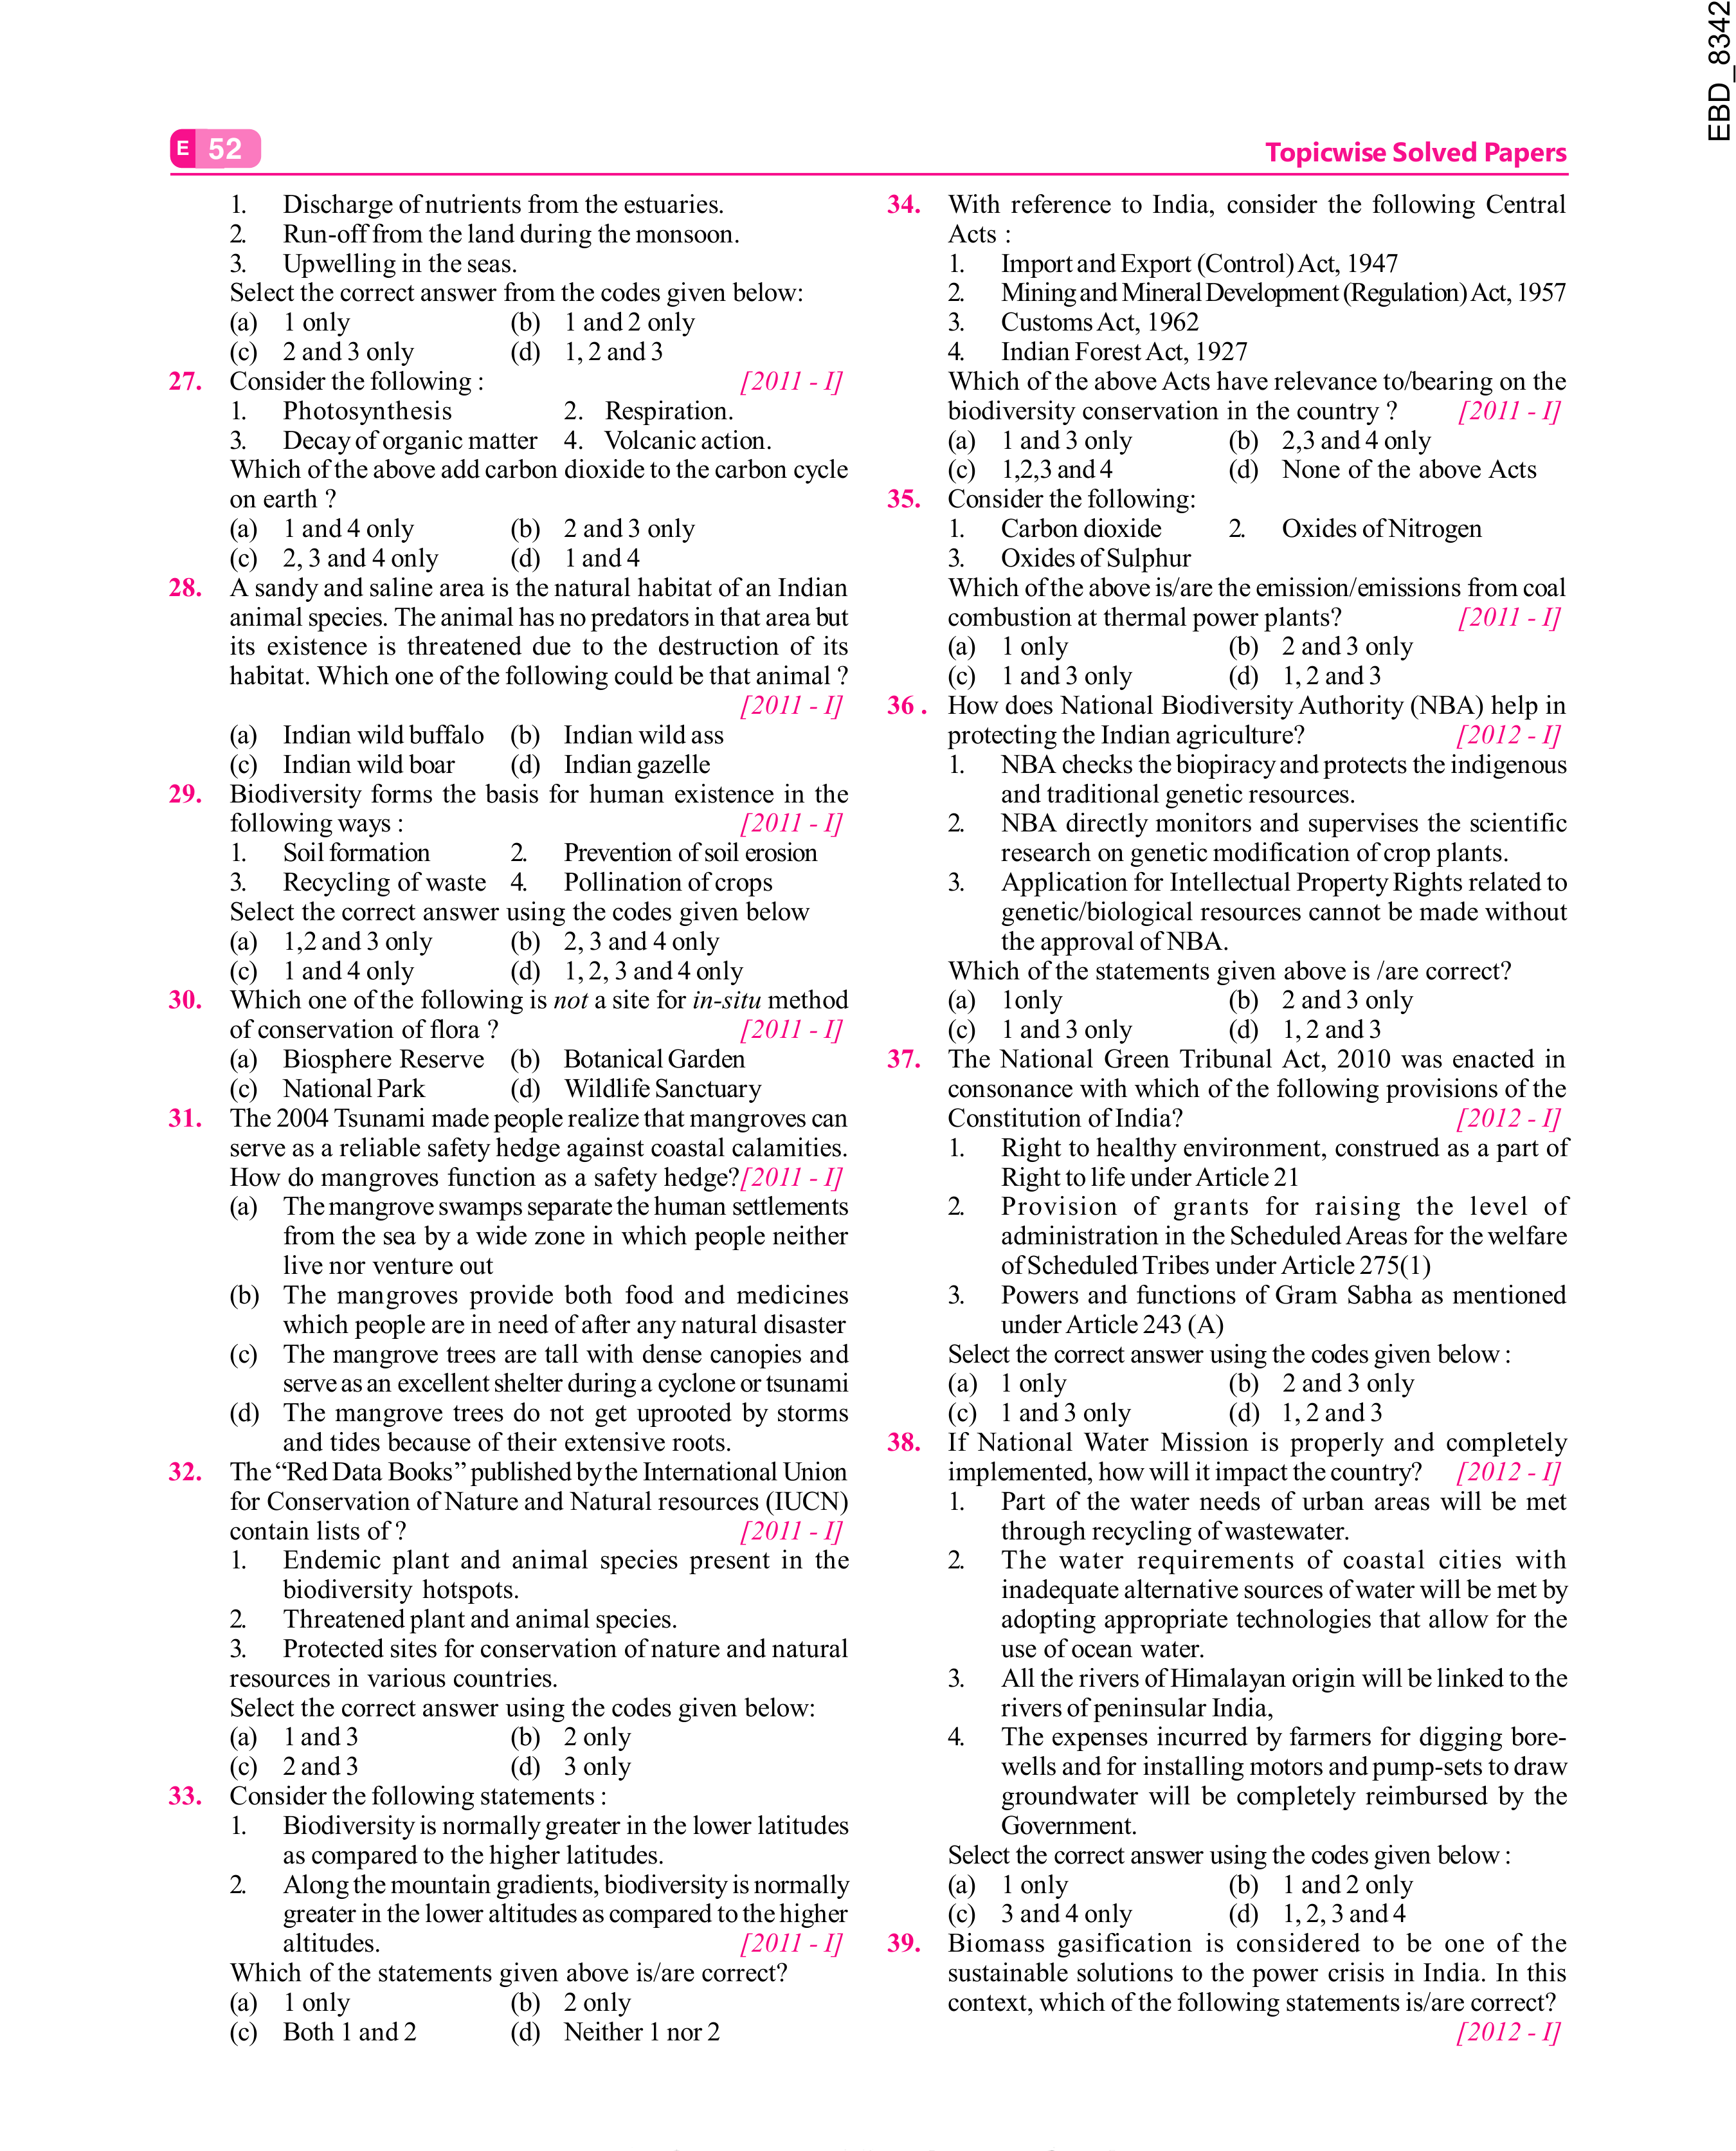 EBD_8342
E 52
Topicwise Solved Papers
1. Discharge of nutrients from the estuaries.
2. Run-off from the land during the monsoon.
3. Upwelling in the seas.
Select the correct answer from the codes given below:
(a) 1 only (b) 1 and 2 only
(c) 2 and 3 only (d) 1, 2 and 3
27. Consider the following : [2011 - I]
1. Photosynthesis 2. Respiration.
3. Decay of organic matter 4. Volcanic action.
Which of the above add carbon dioxide to the carbon cycle
on earth ?
(a) 1 and 4 only (b) 2 and 3 only
(c) 2, 3 and 4 only (d) 1 and 4
28. A sandy and saline area is the natural habitat of an Indian
animal species. The animal has no predators in that area but
its existence is threatened due to the destruction of its
habitat. Which one of the following could be that animal ?
[2011 - I]
(a) Indian wild buffalo (b) Indian wild ass
(c) Indian wild boar (d) Indian gazelle
29. Biodiversity forms the basis for human existence in the
following ways : [2011 - I]
1. Soil formation 2. Prevention of soil erosion
3. Recycling of waste 4. Pollination of crops
Select the correct answer using the codes given below
(a) 1,2 and 3 only (b) 2, 3 and 4 only
(c) 1 and 4 only (d) 1, 2, 3 and 4 only
30. Which one of the following is not a site for in-situ method
of conservation of flora ? [2011 - I]
(a) Biosphere Reserve (b) Botanical Garden
(c) National Park (d) Wildlife Sanctuary
31. The 2004 Tsunami made people realize that mangroves can
serve as a reliable safety hedge against coastal calamities.
How do mangroves function as a safety hedge?[2011 - I]
(a) The mangrove swamps separate the human settlements
from the sea by a wide zone in which people neither
live nor venture out
(b) The mangroves provide both food and medicines
which people are in need of after any natural disaster
(c) The mangrove trees are tall with dense canopies and
serve as an excellent shelter during a cyclone or tsunami
(d) The mangrove trees do not get uprooted by storms
and tides because of their extensive roots.
32. The “Red Data Books” published by the International Union
for Conservation of Nature and Natural resources (IUCN)
contain lists of ? [2011 - I]
1. Endemic plant and animal species present in the
biodiversity hotspots.
2. Threatened plant and animal species.
3. Protected sites for conservation of nature and natural
resources in various countries.
Select the correct answer using the codes given below:
(a) 1 and 3 (b) 2 only
(c) 2 and 3 (d) 3 only
33. Consider the following statements :
1. Biodiversity is normally greater in the lower latitudes
as compared to the higher latitudes.
2. Along the mountain gradients, biodiversity is normally
greater in the lower altitudes as compared to the higher
altitudes. [2011 - I]
Which of the statements given above is/are correct?
(a) 1 only (b) 2 only
(c) Both 1 and 2 (d) Neither 1 nor 2
34. With reference to India, consider the following Central
Acts :
1. Import and Export (Control) Act, 1947
2. Mining and Mineral Development (Regulation) Act, 1957
3. Customs Act, 1962
4. Indian Forest Act, 1927
Which of the above Acts have relevance to/bearing on the
biodiversity conservation in the country ? [2011 - I]
(a) 1 and 3 only (b) 2,3 and 4 only
(c) 1,2,3 and 4 (d) None of the above Acts
35. Consider the following:
1. Carbon dioxide 2. Oxides of Nitrogen
3. Oxides of Sulphur
Which of the above is/are the emission/emissions from coal
combustion at thermal power plants? [2011 - I]
(a) 1 only (b) 2 and 3 only
(c) 1 and 3 only (d) 1, 2 and 3
36 . How does National Biodiversity Authority (NBA) help in
protecting the Indian agriculture? [2012 - I]
1. NBA checks the biopiracy and protects the indigenous
and traditional genetic resources.
2. NBA directly monitors and supervises the scientific
research on genetic modification of crop plants.
3. Application for Intellectual Property Rights related to
genetic/biological resources cannot be made without
the approval of NBA.
Which of the statements given above is /are correct?
(a) 1only (b) 2 and 3 only
(c) 1 and 3 only (d) 1, 2 and 3
37. The National Green Tribunal Act, 2010 was enacted in
consonance with which of the following provisions of the
Constitution of India? [2012 - I]
1. Right to healthy environment, construed as a part of
Right to life under Article 21
2. Provision of grants for raising the level of
administration in the Scheduled Areas for the welfare
of Scheduled Tribes under Article 275(1)
3. Powers and functions of Gram Sabha as mentioned
under Article 243 (A)
Select the correct answer using the codes given below :
(a) 1 only (b) 2 and 3 only
(c) 1 and 3 only (d) 1, 2 and 3
38. If National Water Mission is properly and completely
implemented, how will it impact the country? [2012 - I]
1. Part of the water needs of urban areas will be met
through recycling of wastewater.
2. The water requirements of coastal cities with
inadequate alternative sources of water will be met by
adopting appropriate technologies that allow for the
use of ocean water.
3. All the rivers of Himalayan origin will be linked to the
rivers of peninsular India,
4. The expenses incurred by farmers for digging bore-
wells and for installing motors and pump-sets to draw
groundwater will be completely reimbursed by the
Government.
Select the correct answer using the codes given below :
(a) 1 only (b) 1 and 2 only
(c) 3 and 4 only (d) 1, 2, 3 and 4
39. Biomass gasification is considered to be one of the
sustainable solutions to the power crisis in India. In this
context, which of the following statements is/are correct?
[2012 - I]